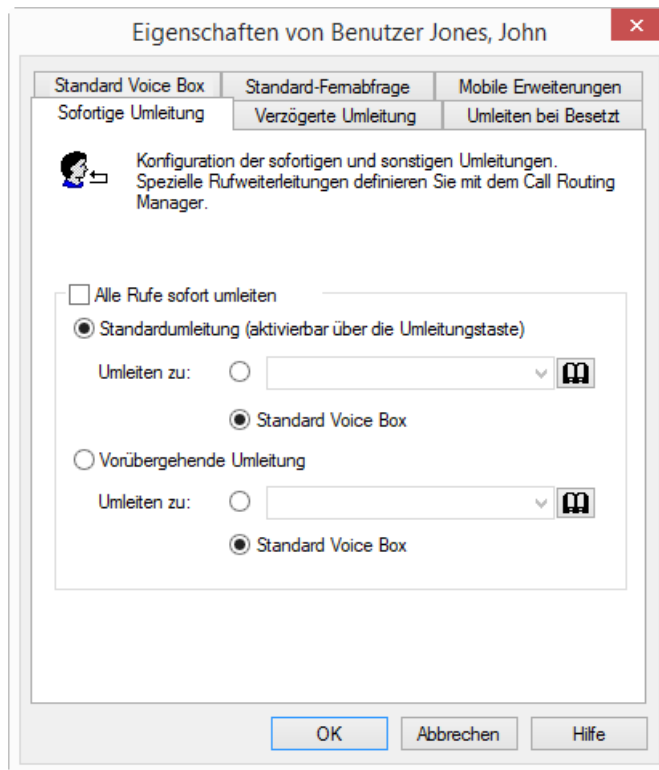 Eigenschaften von Benutzer Jones, John
Standard Voice Box
Standard-Fernabfrage
Mobile Erweiterungen
Sofortige Umleitung
Verzögerte Umleitung
Umleiten bei Besetzt
Konfiguration der sofortigen und sonstigen Umleitungen.
Spezielle Rufweiterleitungen definieren Sie mit dem Call Routing
Manager.
Alle Rufe sofort umleiten
Standardumleitung (aktivierbar über die Umleitungstaste)
Umleiten zu:
Standard Voice Box
Vorübergehende Umleitung
Umleiten zu:
Standard Voice Box
OK
Abbrechen
Hilfe